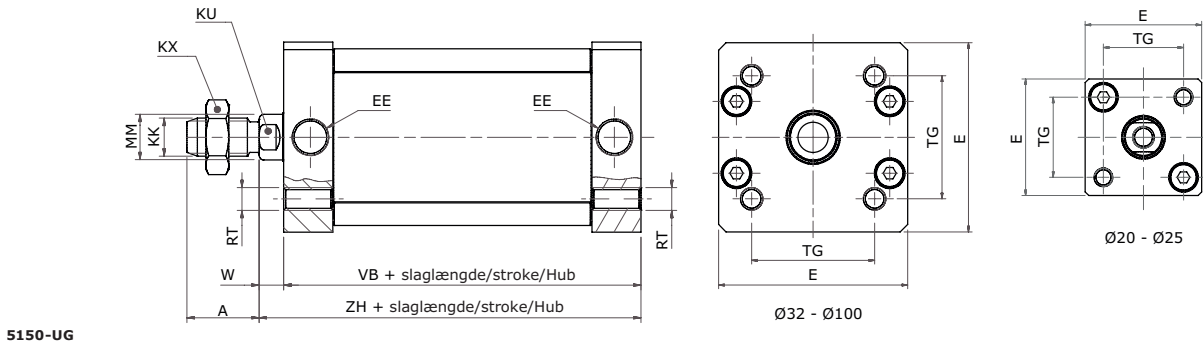 KU
KX
EE
EE
MM
KK
RT
RT
W
VB + slaglængde/stroke/Hub
A
ZH + slaglængde/stroke/Hub
TG
E
TG
E
Ø32 - Ø100
E
TG
E
TG
Ø20 - Ø25
5150-UG